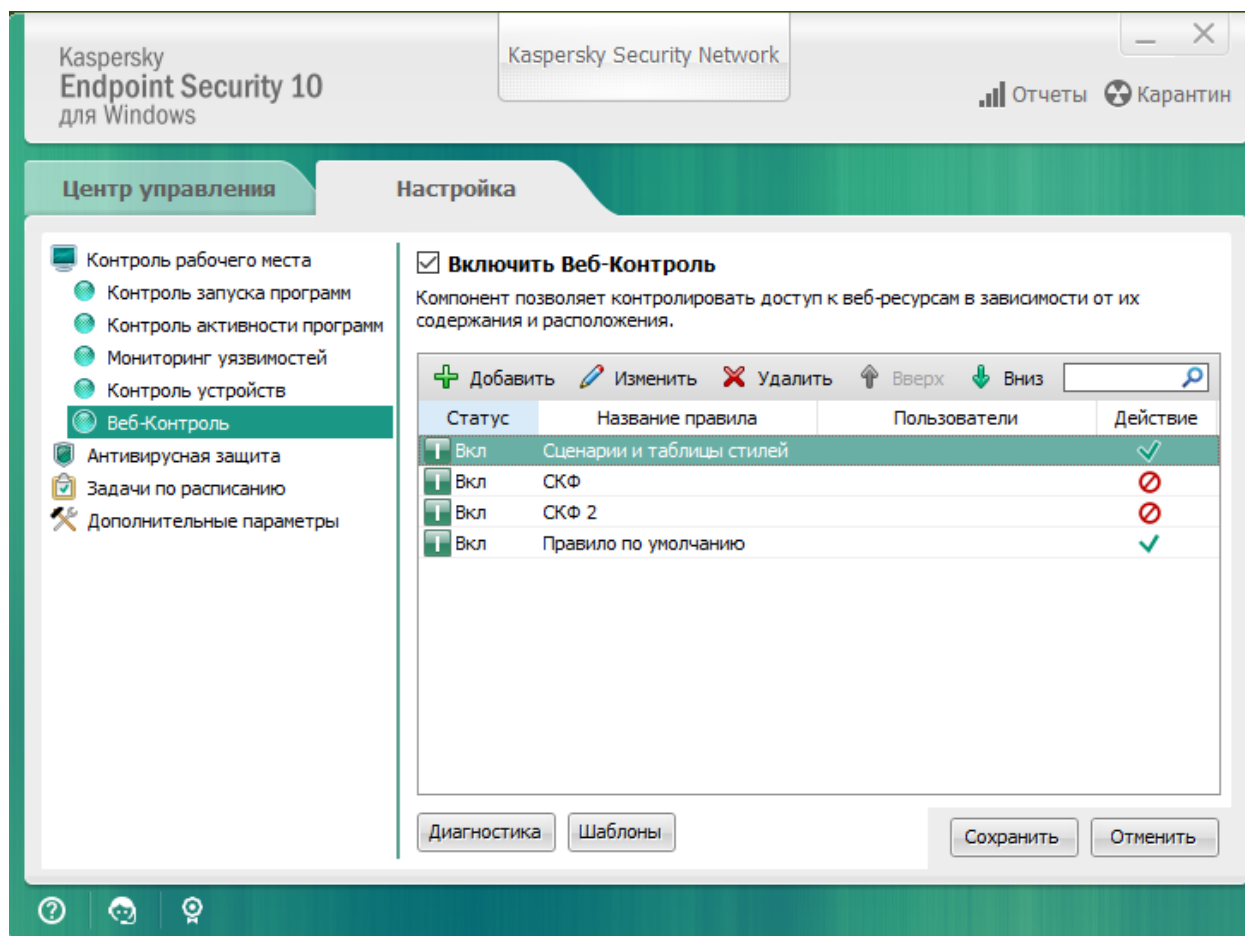 Kaspersky
Endpoint Security 10
для Windows
Kaspersky Security Network
Отчеты
Карантин
Центр управления
Настройка
Контроль рабочего места
Контроль запуска программ
Контроль активности программ
Мониторинг уязвимостей
Контроль устройств
Веб-Контроль
Антивирусная защита
Задачи по расписанию
Дополнительные параметры
Включить Веб-Контроль
Компонент позволяет контролировать доступ к веб-ресурсам в зависимости от их
содержания и расположения.
Добавить Изменить Удалить Вверх Вниз
Статус Название правила Пользователи Действие
Вкл Сценарии и таблицы стилей
Вкл СКФ
Вкл СКФ 2
Вкл Правило по умолчанию
Диагностика Шаблоны
Сохранить Отменить